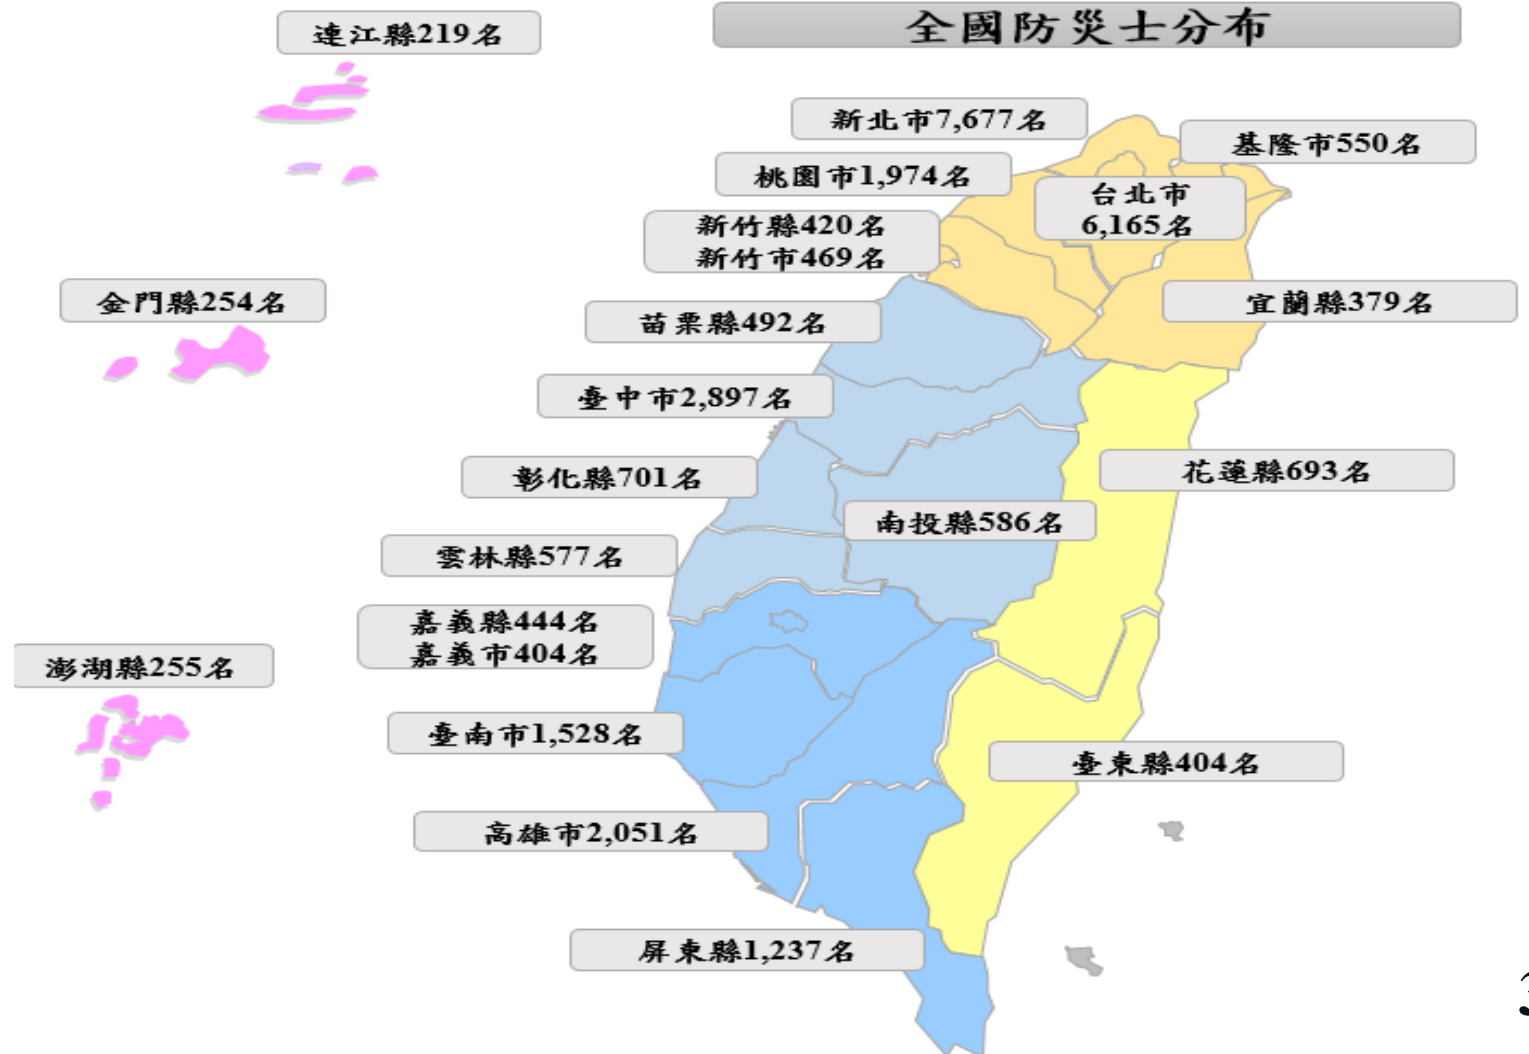 全國防災士分布
連江縣219名
新北市7,677名
基隆市550名
桃園市1,974名
台北市
6,165名
新竹縣420名
新竹市469名
金門縣254名
宜蘭縣379名
苗栗縣492名
臺中市2,897名
彰化縣701名
花蓮縣693名
南投縣586名
雲林縣577名
嘉義縣444名
嘉義市404名
澎湖縣255名
臺南市1,528名
臺東縣404名
高雄市2,051名
屏東縣1,237名